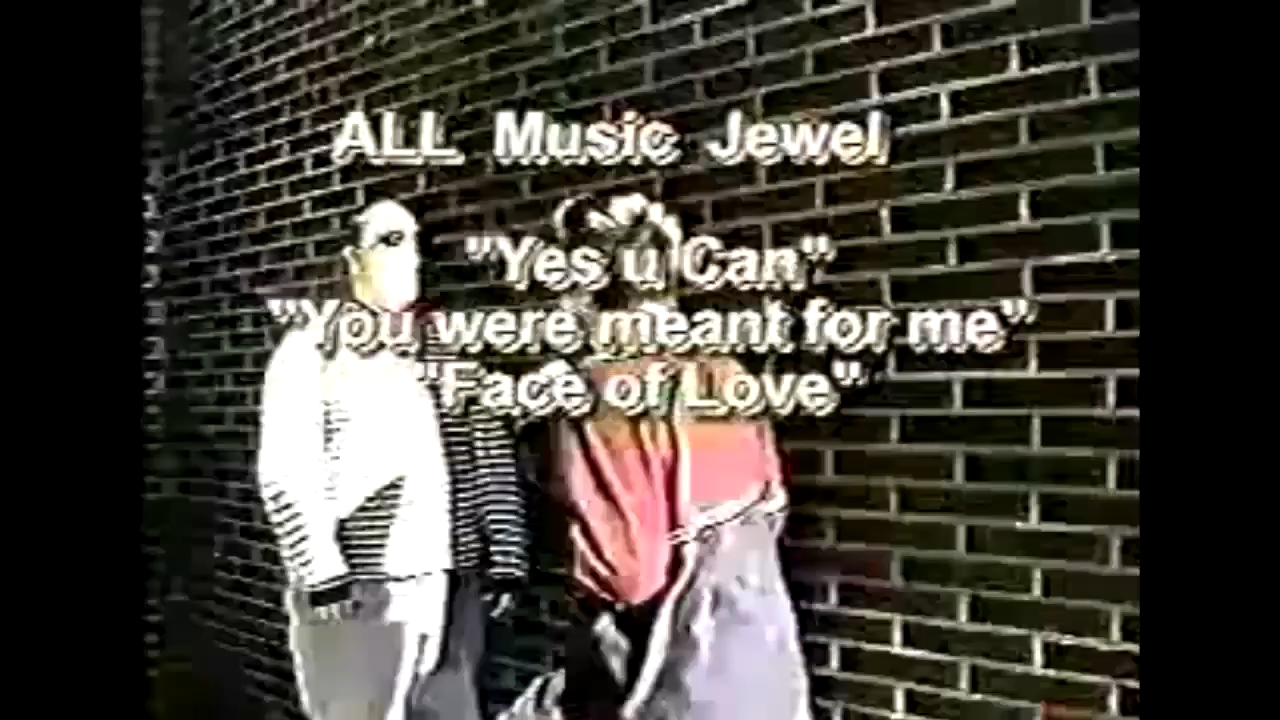 ALL Music Jewel
"Yes u Can"
"You were meant for me"
"Face of Love"